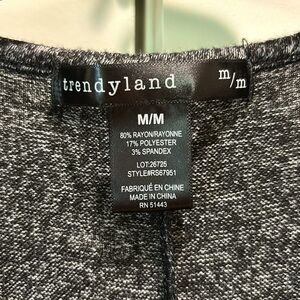 trendyland m/m
M/M
80% RAYON/RAYONNE
17% POLYESTER
3% SPANDEX
LOT:26725
STYLE#RS67951
FABRIQUÉ EN CHINE
MADE IN CHINA
RN 51443